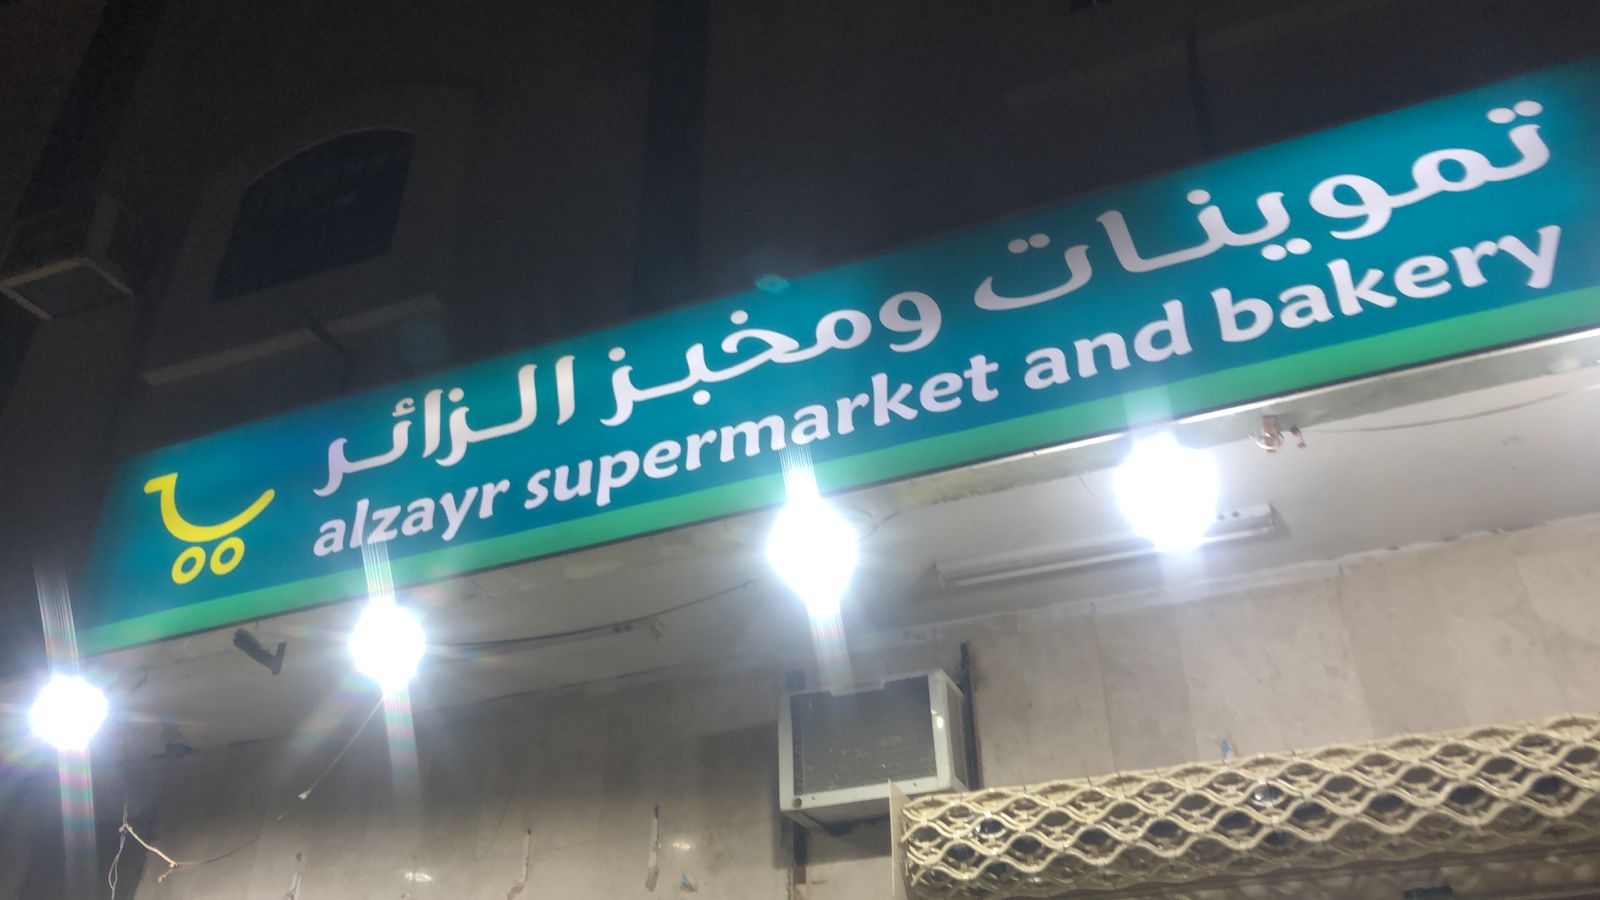 تموينات ومخبز الزائر
alzayr supermarket and bakery